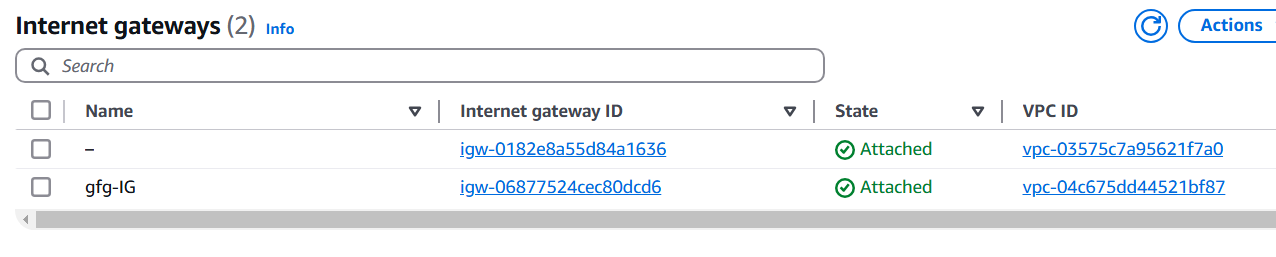 Internet gateways (2) Info
Actions
Search
Name Internet gateway ID State VPC ID
– igw-0182e8a55d84a1636 Attached vpc-03575c7a95621f7a0
gfg-IG igw-06877524cec80dcd6 Attached vpc-04c675dd44521bf87